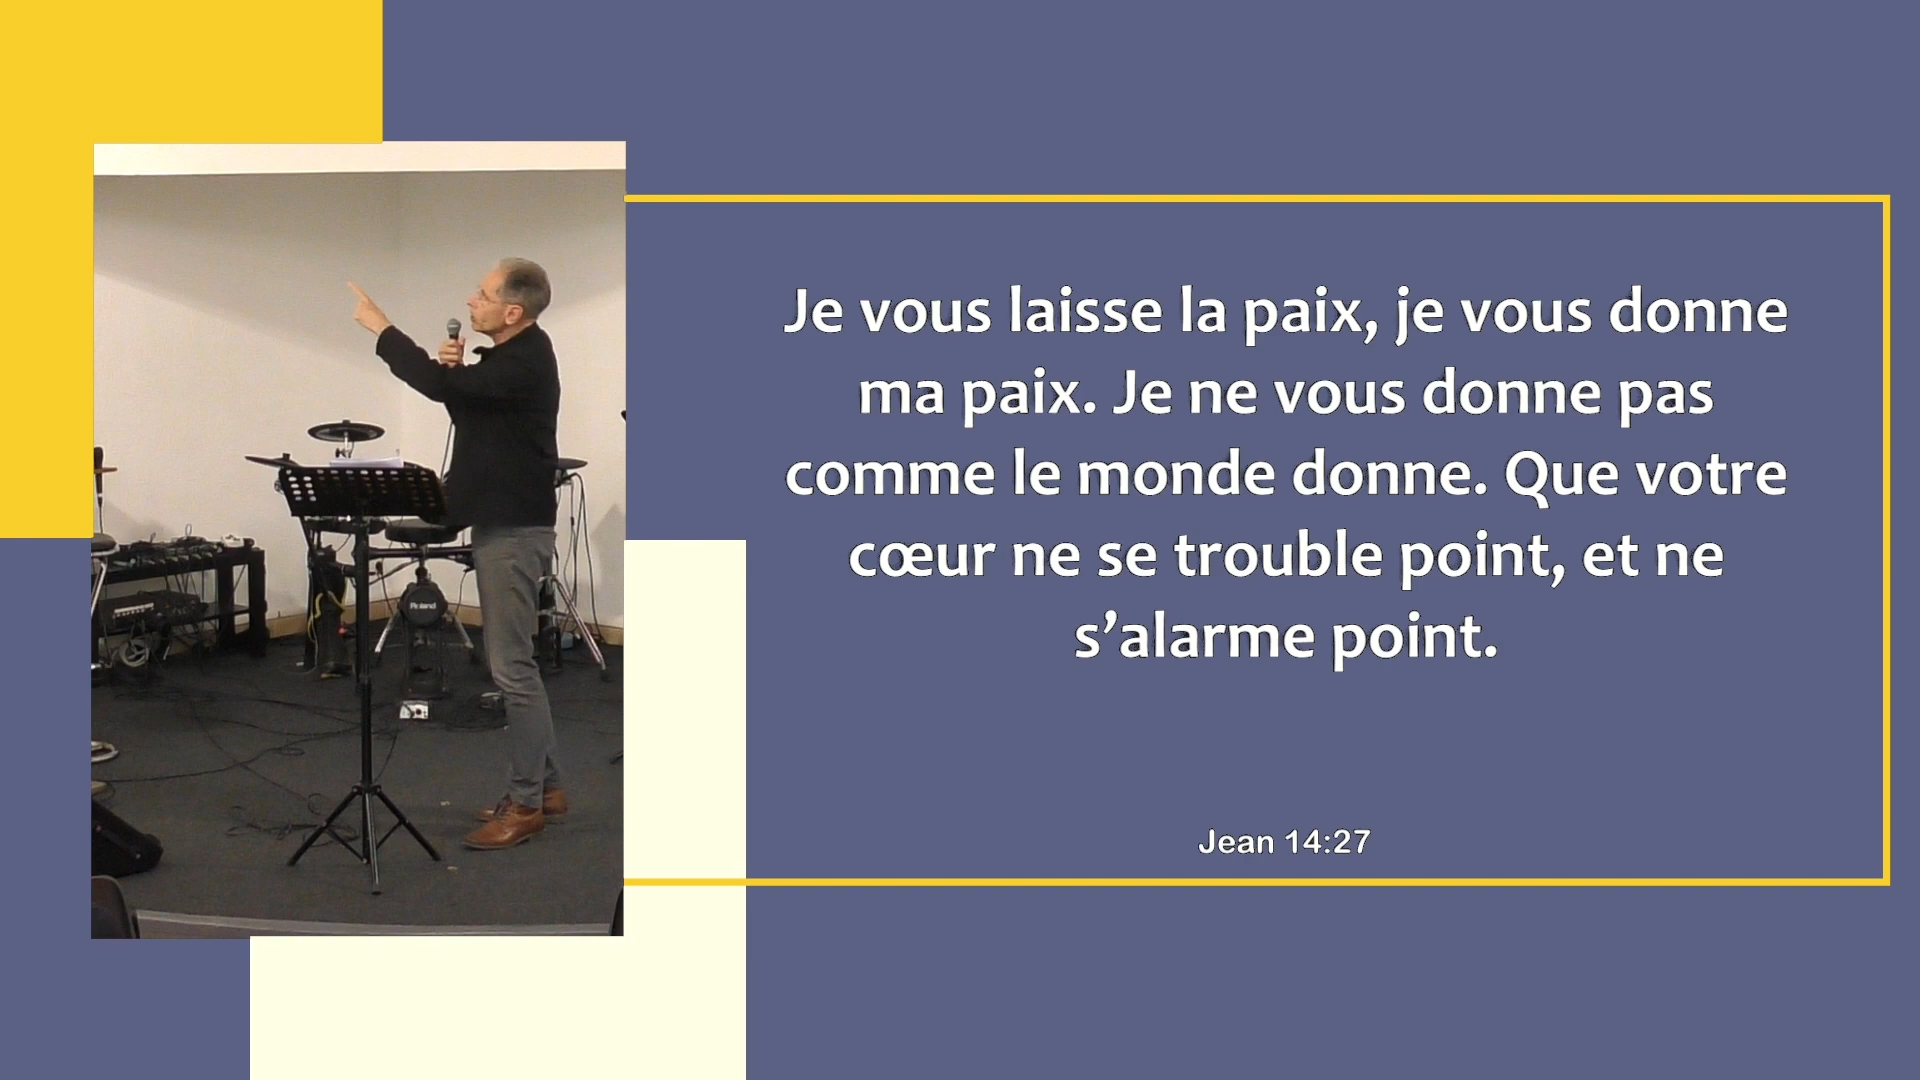 Je vous laisse la paix, je vous donne
ma paix. Je ne vous donne pas
comme le monde donne. Que votre
cœur ne se trouble point, et ne
s’alarme point.
Jean 14:27
Roland